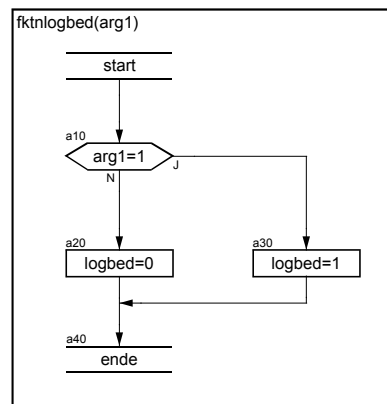 fktnlogbed(arg1)
start
a10
arg1=1
N
J
a20
logbed=0
a30
logbed=1
a40
ende